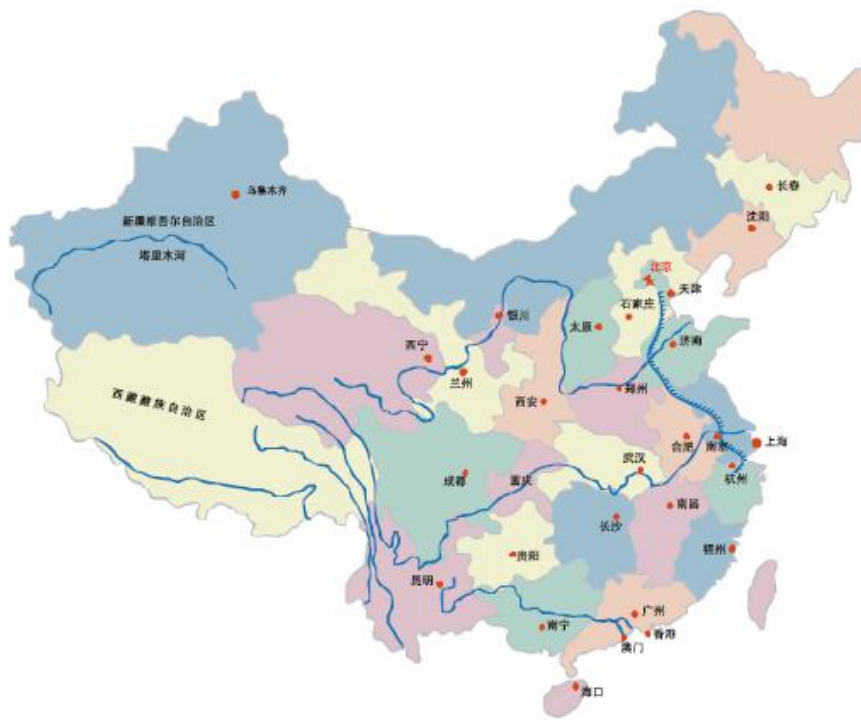 长春
乌鲁木齐
新疆维吾尔自治区
沈阳
塔里木河
北京
天津
石家庄
银川
太原
济南
西宁
兰州
郑州
西藏藏族自治区
西安
合肥
南京
上海
武汉
成都
重庆
杭州
南昌
长沙
福州
贵阳
昆明
广州
南宁
香港
澳门
海口